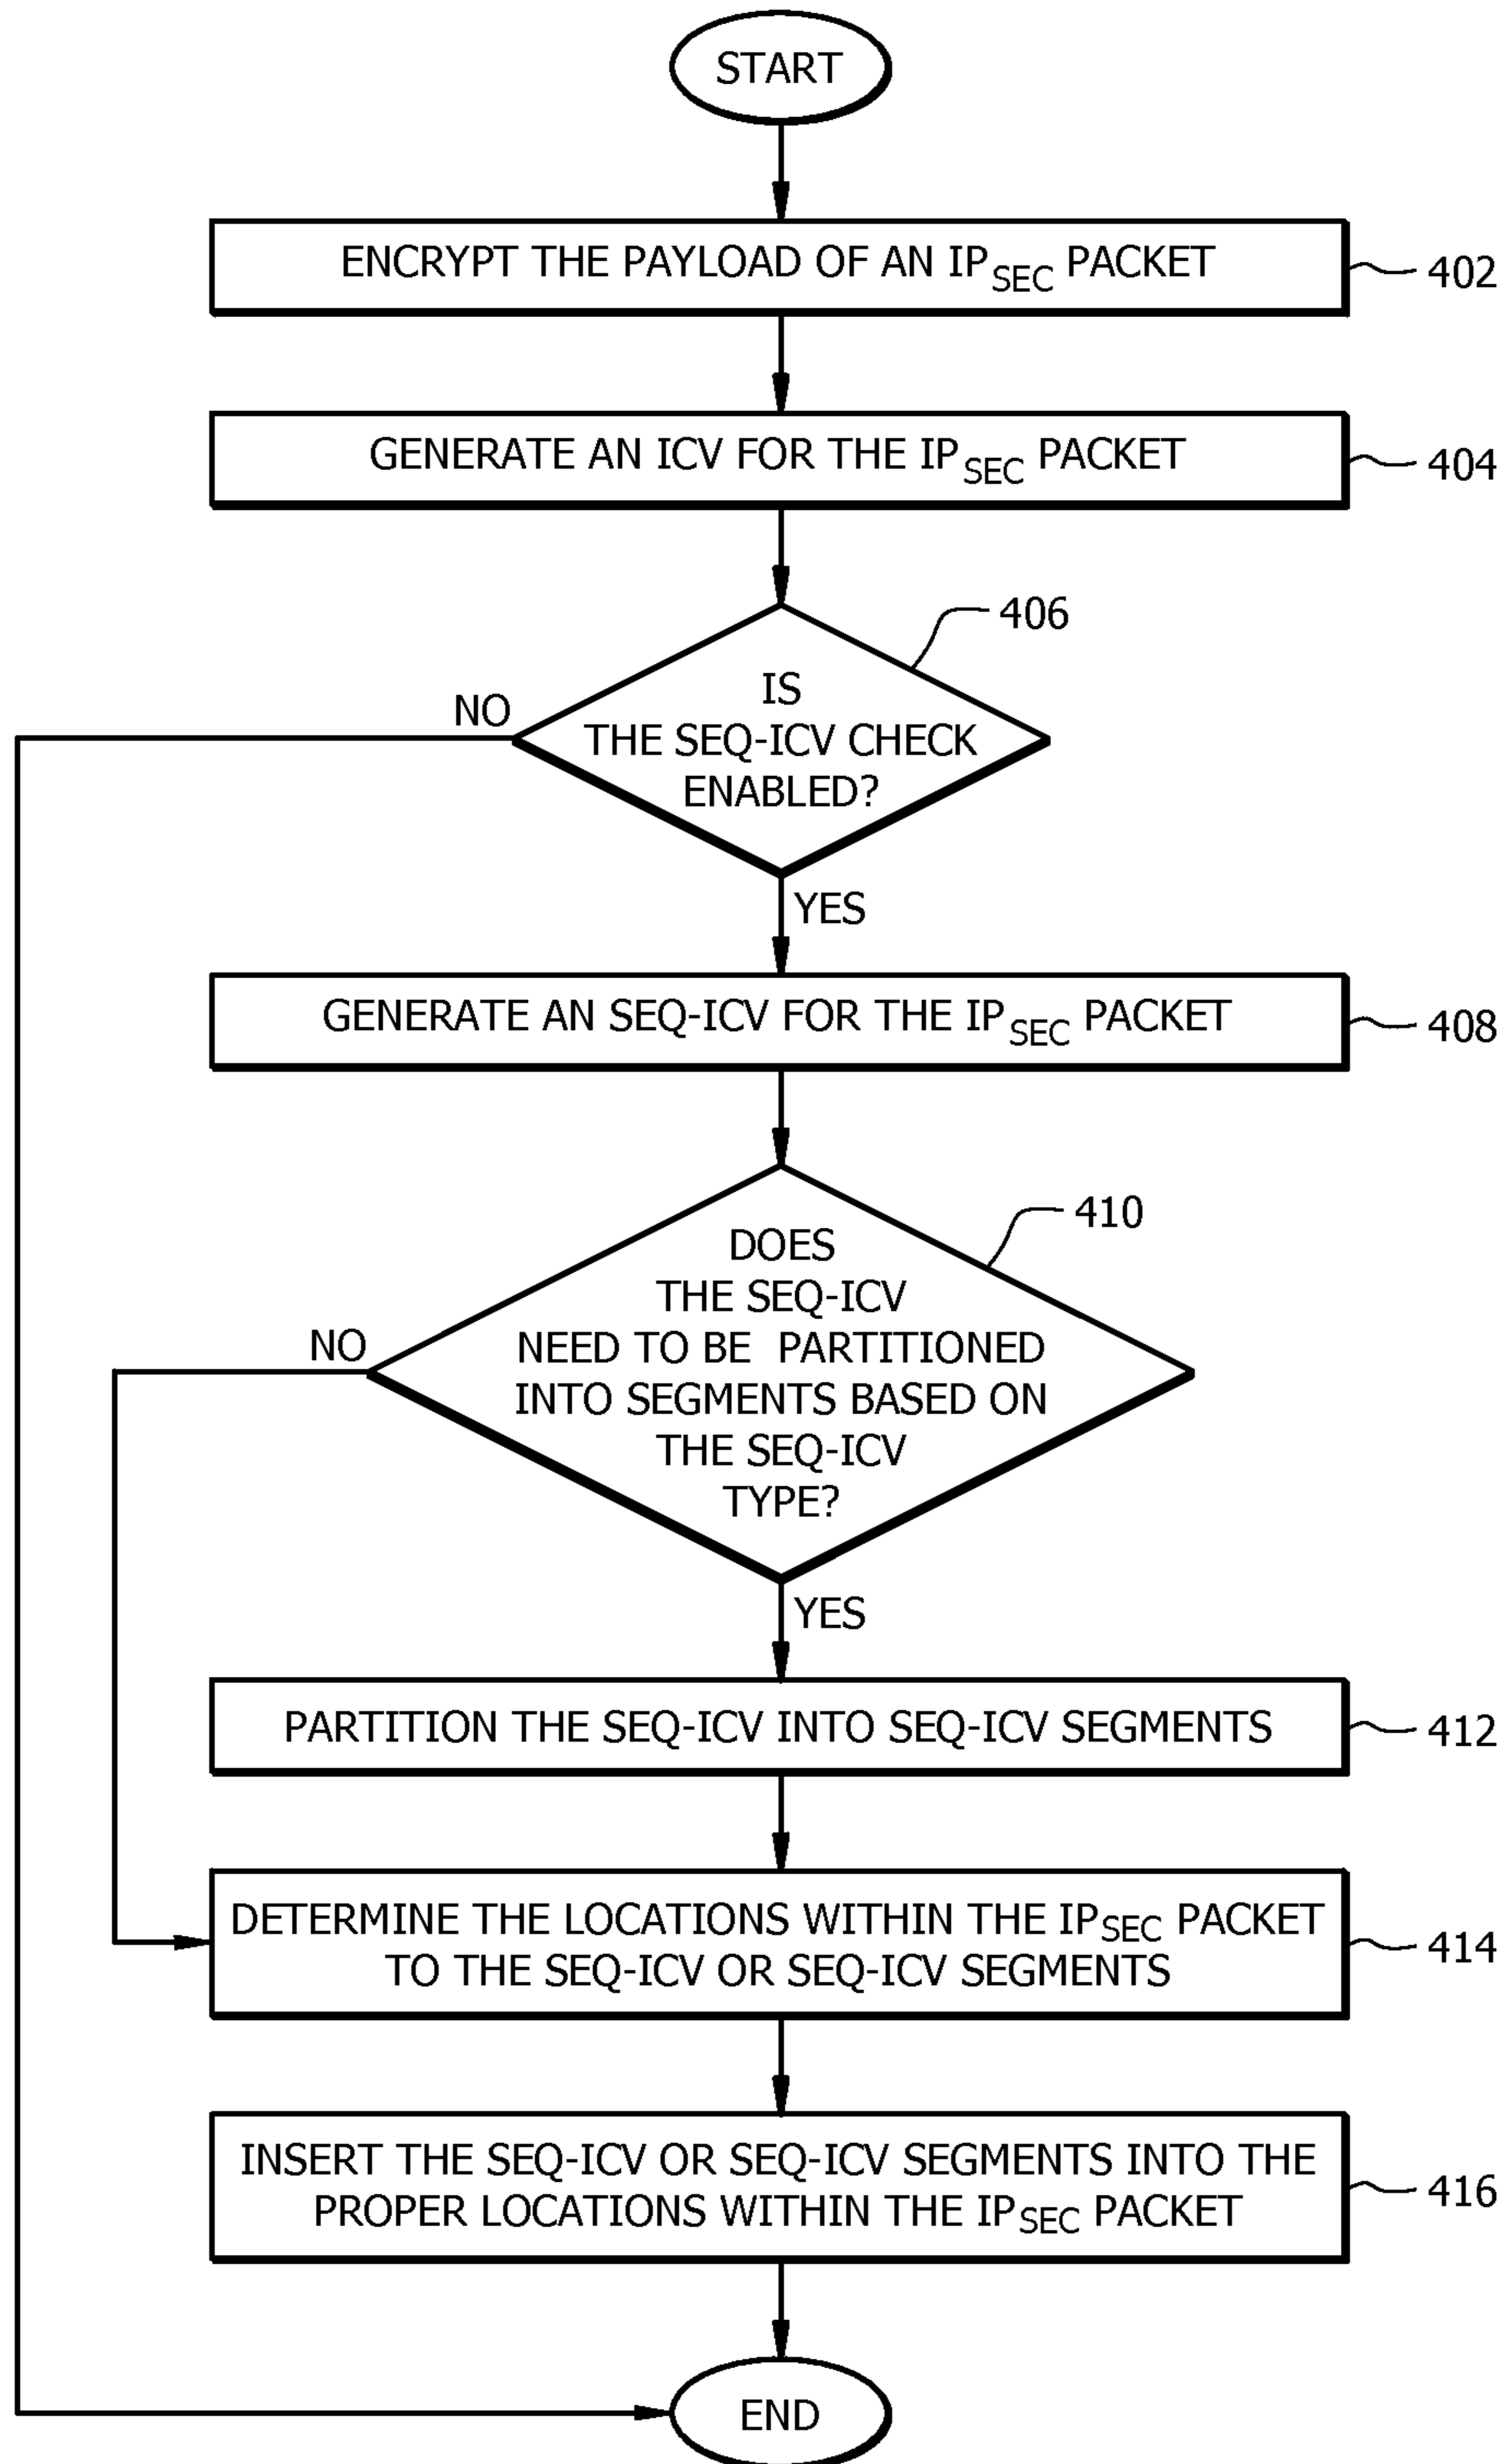 START
ENCRYPT THE PAYLOAD OF AN IPSEC PACKET
402
GENERATE AN ICV FOR THE IPSEC PACKET
404
406
IS
THE SEQ-ICV CHECK
ENABLED?
NO
YES
GENERATE AN SEQ-ICV FOR THE IPSEC PACKET
408
410
DOES
THE SEQ-ICV
NEED TO BE PARTITIONED
INTO SEGMENTS BASED ON
THE SEQ-ICV
TYPE?
NO
YES
PARTITION THE SEQ-ICV INTO SEQ-ICV SEGMENTS
412
DETERMINE THE LOCATIONS WITHIN THE IPSEC PACKET
TO THE SEQ-ICV OR SEQ-ICV SEGMENTS
414
INSERT THE SEQ-ICV OR SEQ-ICV SEGMENTS INTO THE
PROPER LOCATIONS WITHIN THE IPSEC PACKET
416
END